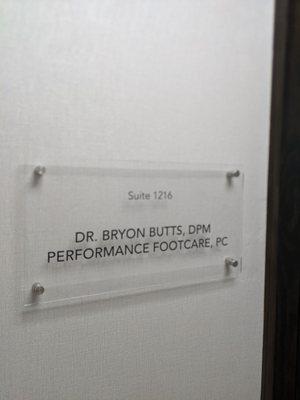 Suite 1216
DR. BRYON BUTTS, DPM
PERFORMANCE FOOTCARE, PC